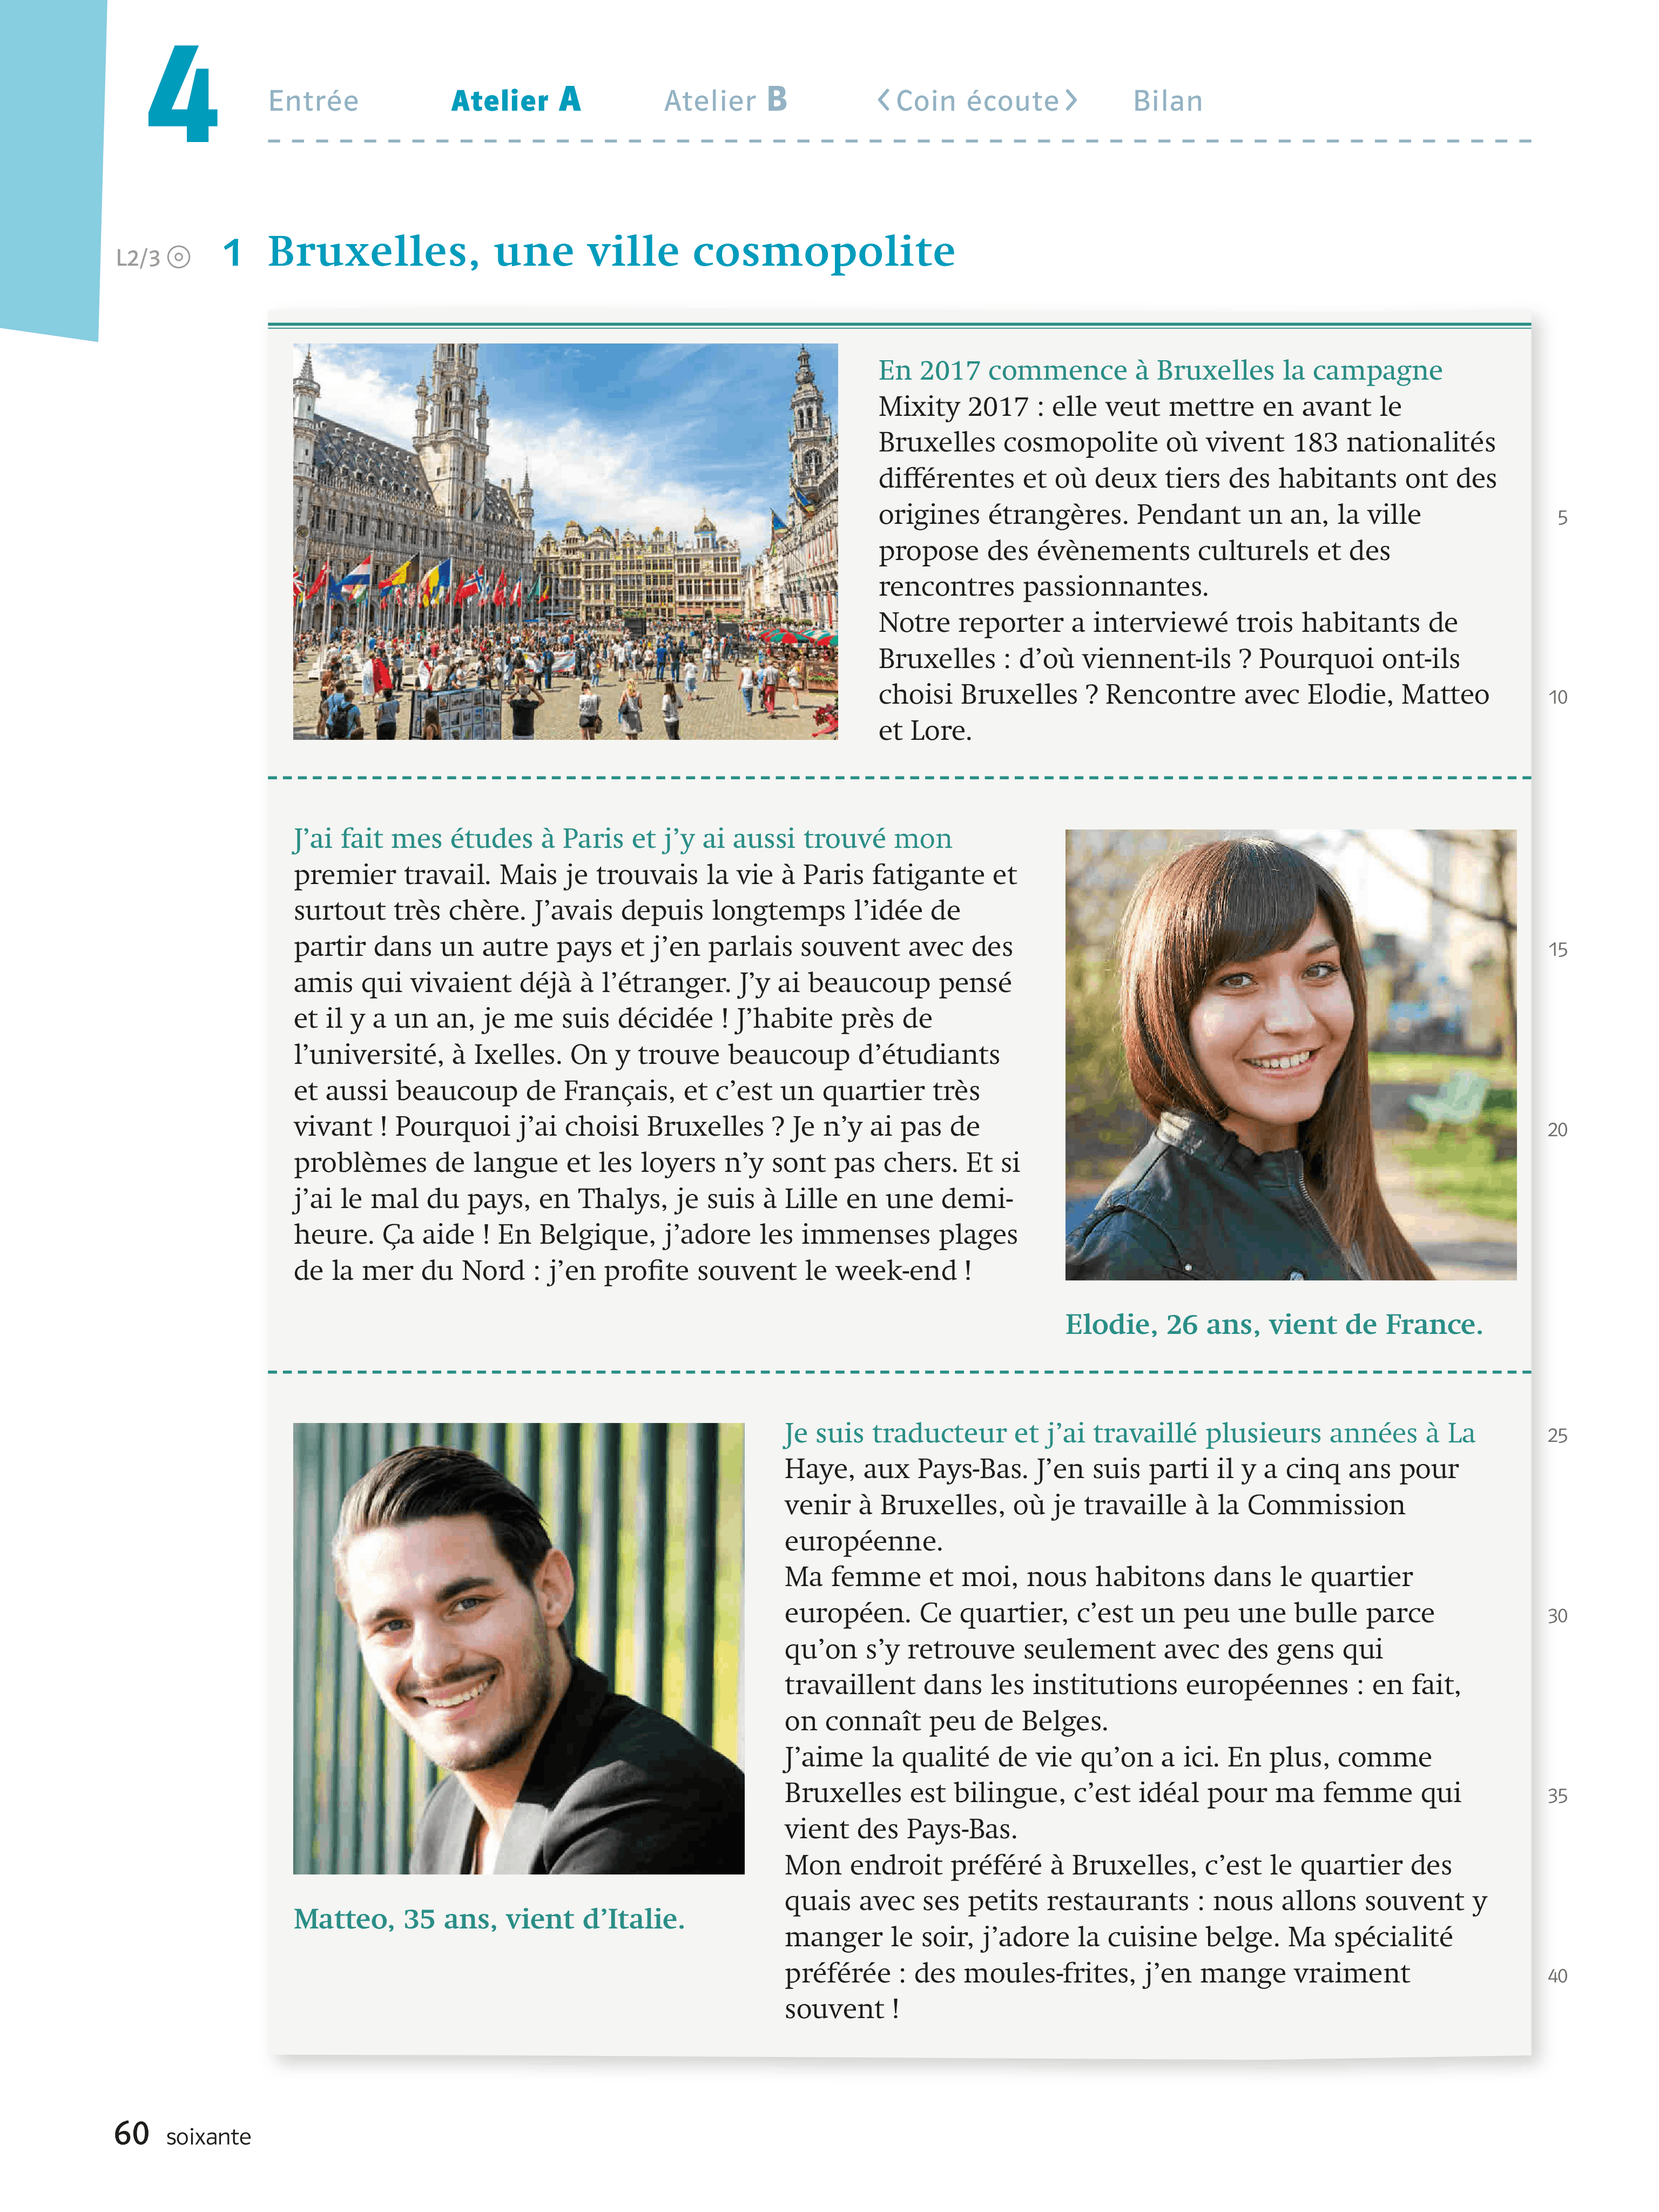 4
Entrée Atelier A Atelier B ‹Coin écoute› Bilan
L2/3 1 Bruxelles, une ville cosmopolite
En 2017 commence à Bruxelles la campagne
Mixity 2017 : elle veut mettre en avant le
Bruxelles cosmopolite où vivent 183 nationalités
différentes et où deux tiers des habitants ont des
origines étrangères. Pendant un an, la ville
5
propose des évènements culturels et des
rencontres passionnantes.
Notre reporter a interviewé trois habitants de
Bruxelles : d’où viennent-ils ? Pourquoi ont-ils
choisi Bruxelles ? Rencontre avec Elodie, Matteo
10
et Lore.
J’ai fait mes études à Paris et j’y ai aussi trouvé mon
premier travail. Mais je trouvais la vie à Paris fatigante et
surtout très chère. J’avais depuis longtemps l’idée de
partir dans un autre pays et j’en parlais souvent avec des
15
amis qui vivaient déjà à l’étranger. J’y ai beaucoup pensé
et il y a un an, je me suis décidée ! J’habite près de
l’université, à Ixelles. On y trouve beaucoup d’étudiants
et aussi beaucoup de Français, et c’est un quartier très
vivant ! Pourquoi j’ai choisi Bruxelles ? Je n’y ai pas de
20
problèmes de langue et les loyers n’y sont pas chers. Et si
j’ai le mal du pays, en Thalys, je suis à Lille en une demi-
heure. Ça aide ! En Belgique, j’adore les immenses plages
de la mer du Nord : j’en profite souvent le week-end !
Elodie, 26 ans, vient de France.
Je suis traducteur et j’ai travaillé plusieurs années à La
25
Haye, aux Pays-Bas. J’en suis parti il y a cinq ans pour
venir à Bruxelles, où je travaille à la Commission
européenne.
Ma femme et moi, nous habitons dans le quartier
européen. Ce quartier, c’est un peu une bulle parce
30
qu’on s’y retrouve seulement avec des gens qui
travaillent dans les institutions européennes : en fait,
on connaît peu de Belges.
J’aime la qualité de vie qu’on a ici. En plus, comme
Bruxelles est bilingue, c’est idéal pour ma femme qui
35
vient des Pays-Bas.
Mon endroit préféré à Bruxelles, c’est le quartier des
quais avec ses petits restaurants : nous allons souvent y
manger le soir, j’adore la cuisine belge. Ma spécialité
préférée : des moules-frites, j’en mange vraiment
40
souvent !
Matteo, 35 ans, vient d’Italie.
60 soixante